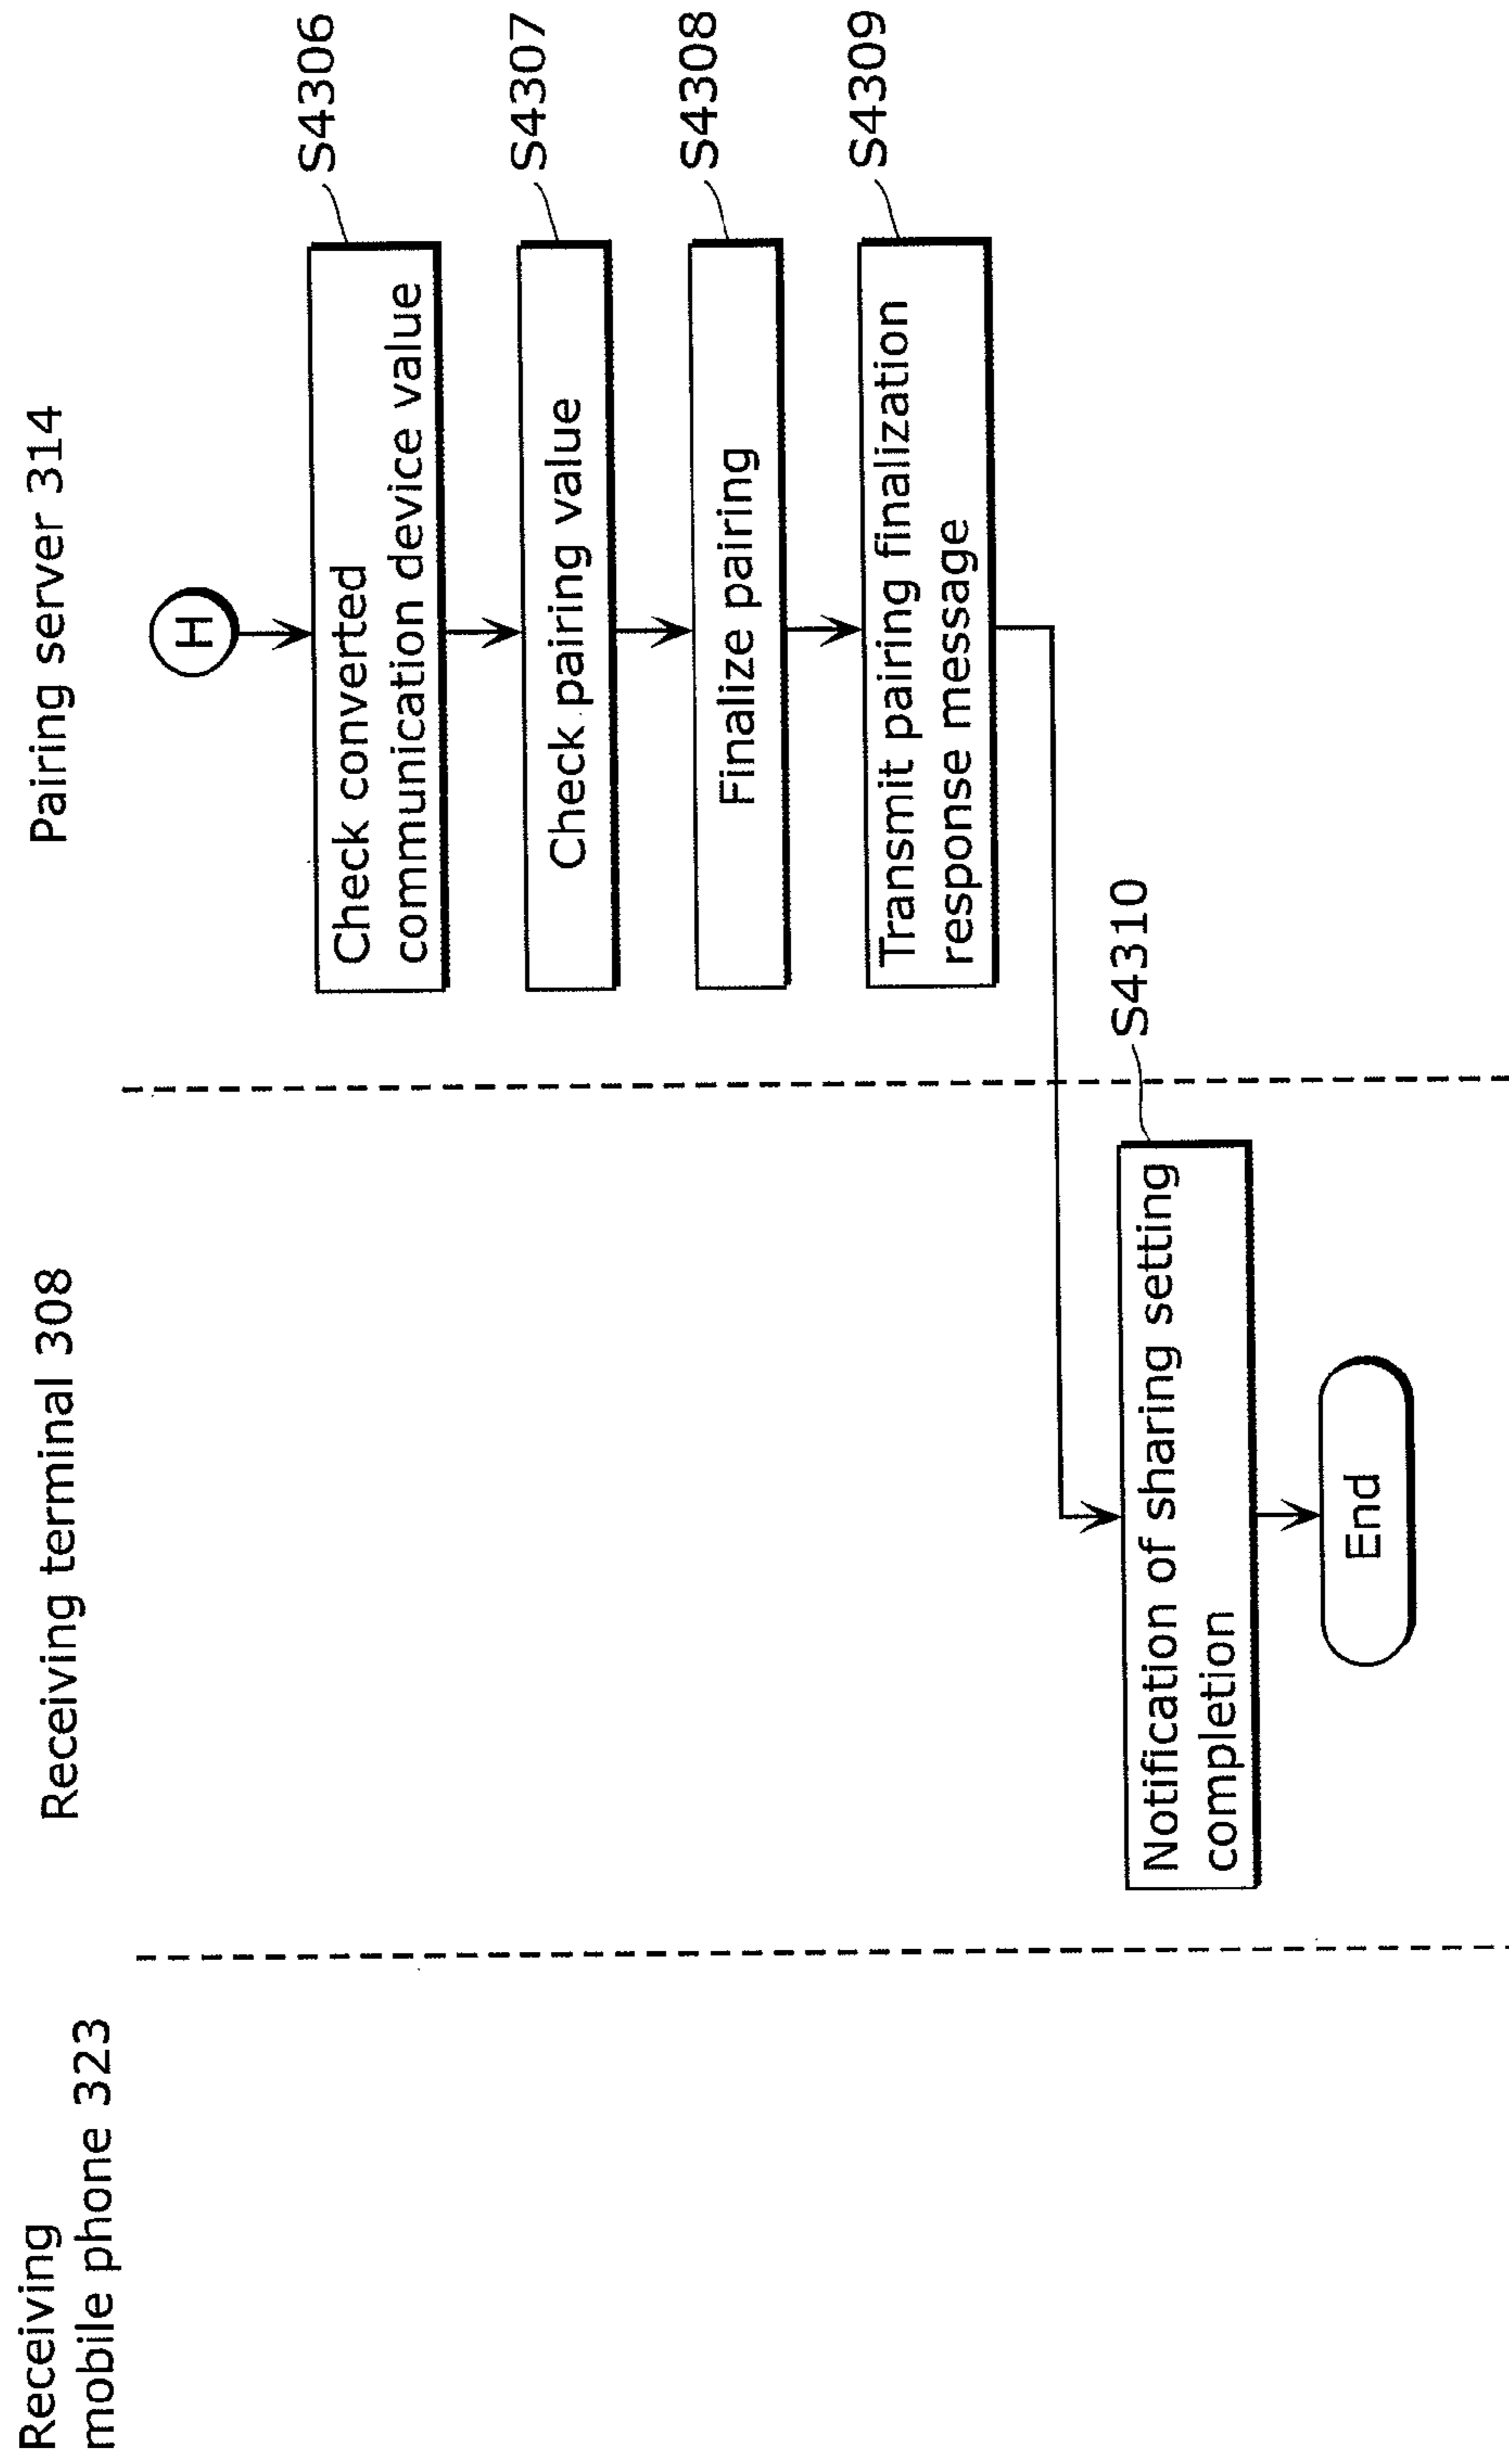 Receiving
mobile phone 323
Receiving terminal 308
Pairing server 314
H
Check converted
communication device value
S4306
Check pairing value
S4307
Finalize pairing
S4308
Transmit pairing finalization
response message
S4309
Notification of sharing setting
completion
S4310
End